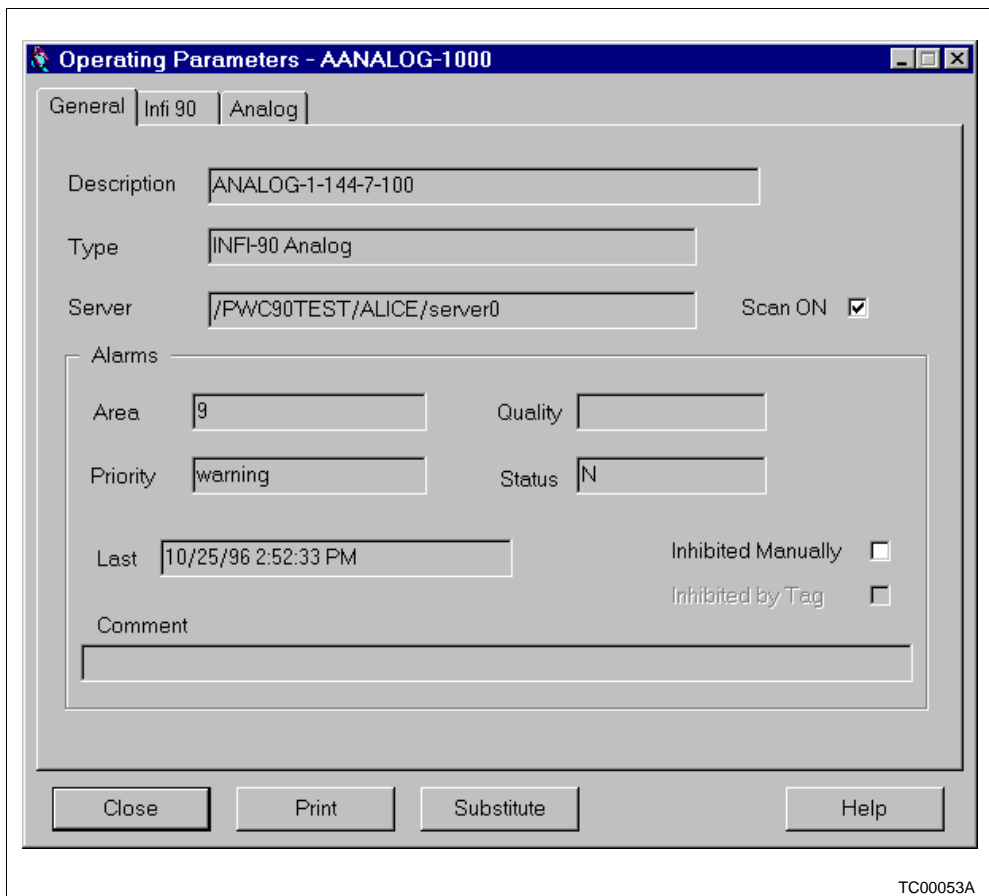 Operating Parameters - AANALOG-1000
General Infi 90 Analog
Description ANALOG-1-144-7-100
Type INFI-90 Analog
Server /PWC90TEST/ALICE/server0 Scan ON
Alarms
Area 9 Quality
Priority warning Status N
Last 10/25/96 2:52:33 PM Inhibited Manually
Inhibited by Tag
Comment
Close Print Substitute Help
TC00053A